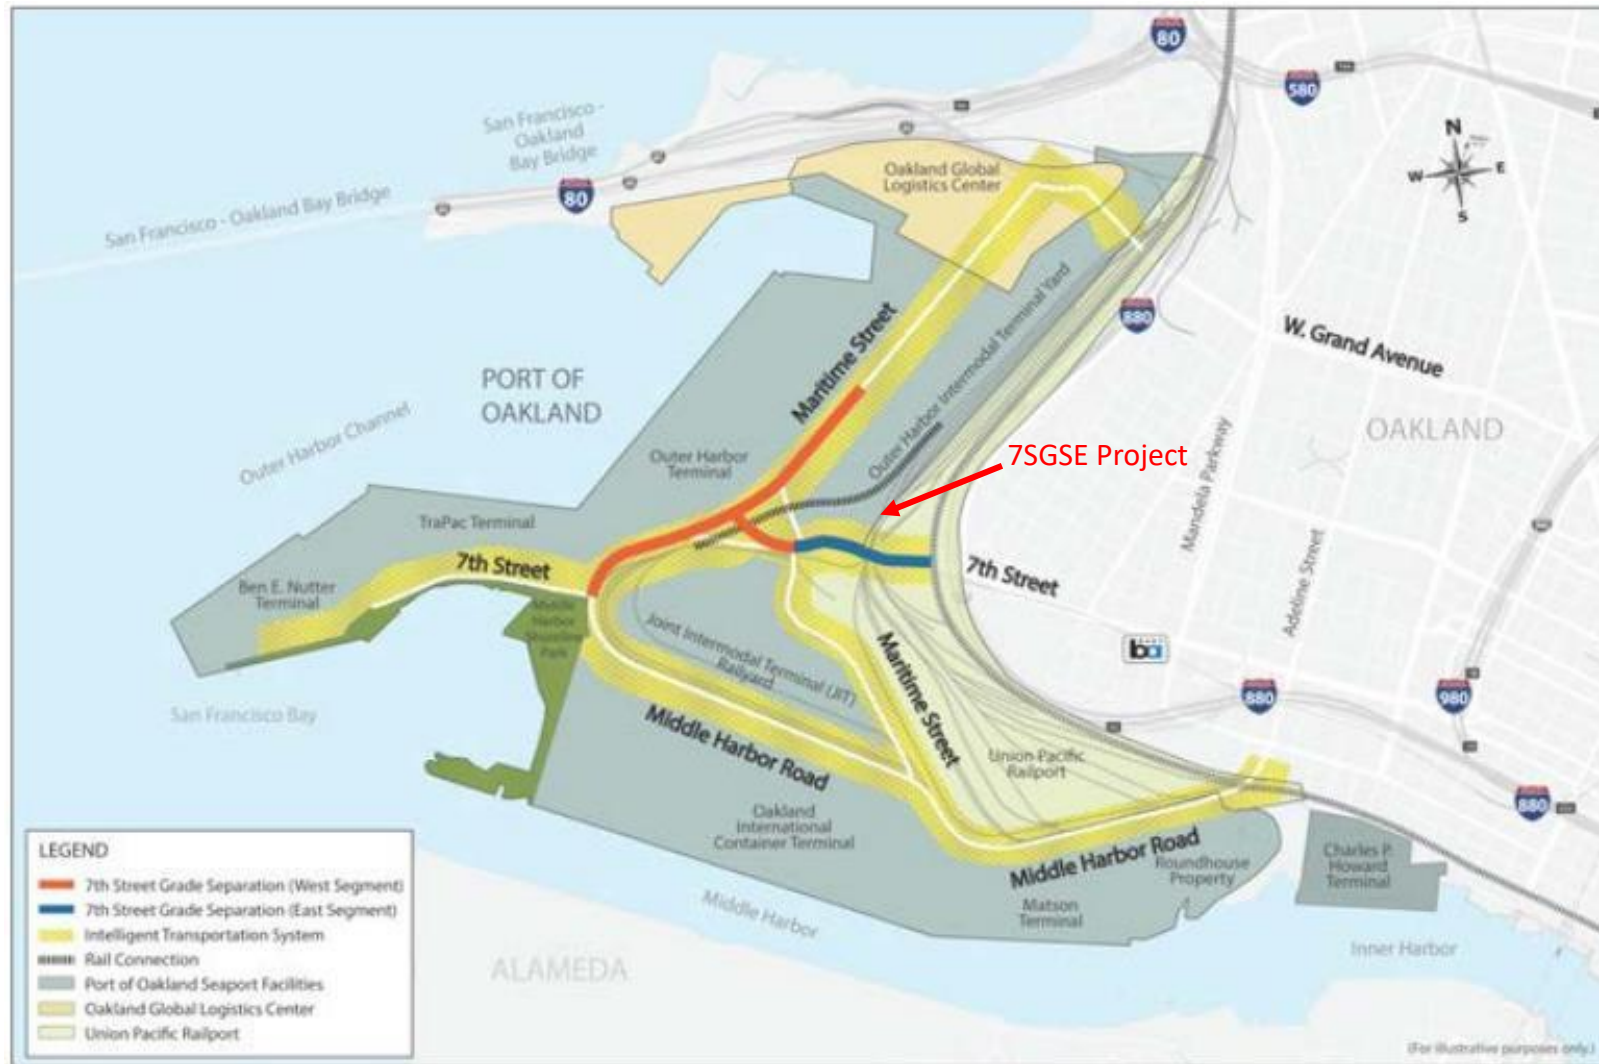 80
580
San Francisco -
Oakland
Bay Bridge
80
San Francisco - Oakland Bay Bridge
Oakland Global
Logistics Center
N
W
E
S
880
W. Grand Avenue
Maritime Street
Outer Harbor Intermodal Terminal Yard
PORT OF
OAKLAND
OAKLAND
Outer Harbor Channel
Outer Harbor
Terminal
7SGSE Project
Mandela Parkway
Adeline Street
TraPac Terminal
7th Street
7th Street
Ben E. Nutter
Terminal
Middle
Harbor
Shoreline
Park
Joint Intermodal Terminal (JIT)
Railyard
Maritime Street
ba
880
980
San Francisco Bay
Middle Harbor Road
Union Pacific
Railport
880
Oakland
International
Container Terminal
Middle Harbor Road
Roundhouse
Property
Charles P.
Howard
Terminal
Matson
Terminal
Middle Harbor
Inner Harbor
ALAMEDA
LEGEND
7th Street Grade Separation (West Segment)
7th Street Grade Separation (East Segment)
Intelligent Transportation System
Rail Connection
Port of Oakland Seaport Facilities
Oakland Global Logistics Center
Union Pacific Railport
(For illustrative purposes only.)